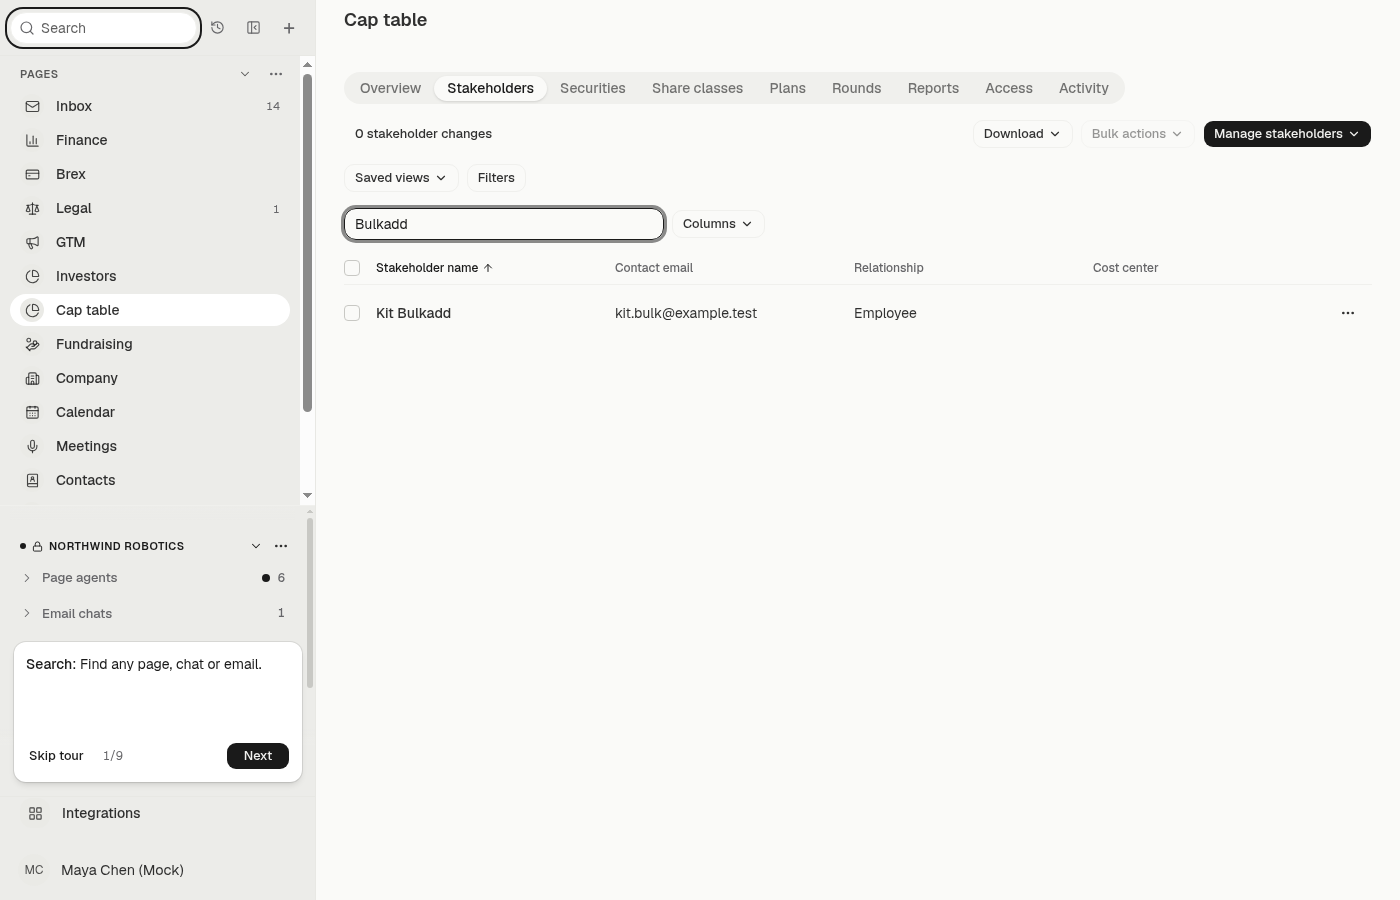 Search
PAGES
Inbox 14
Finance
Brex
Legal 1
GTM
Investors
Cap table
Fundraising
Company
Calendar
Meetings
Contacts
NORTHWIND ROBOTICS
Page agents 6
Email chats 1
Search: Find any page, chat or email.
Skip tour 1/9 Next
Integrations
MC Maya Chen (Mock)
Cap table
Overview Stakeholders Securities Share classes Plans Rounds Reports Access Activity
0 stakeholder changes Download Bulk actions Manage stakeholders
Saved views Filters
Bulkadd Columns
Stakeholder name Contact email Relationship Cost center
Kit Bulkadd kit.bulk@example.test Employee